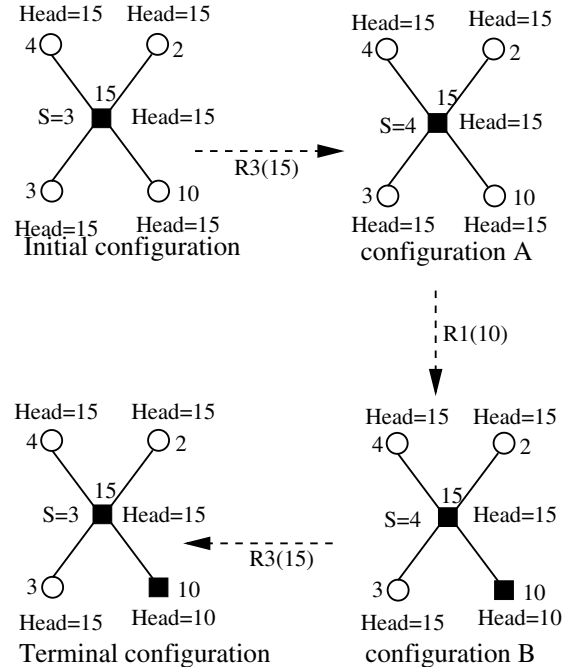 Head=15 Head=15
4 2
15
S=3 Head=15
3 10
Head=15 Head=15
Initial configuration
R3(15)
Head=15 Head=15
4 2
15
S=4 Head=15
3 10
Head=15 Head=15
configuration A
R1(10)
Head=15 Head=15
4 2
15
S=3 Head=15
3 10
Head=15 Head=10
Terminal configuration
R3(15)
Head=15 Head=15
4 2
15
S=4 Head=15
3 10
Head=15 Head=10
configuration B